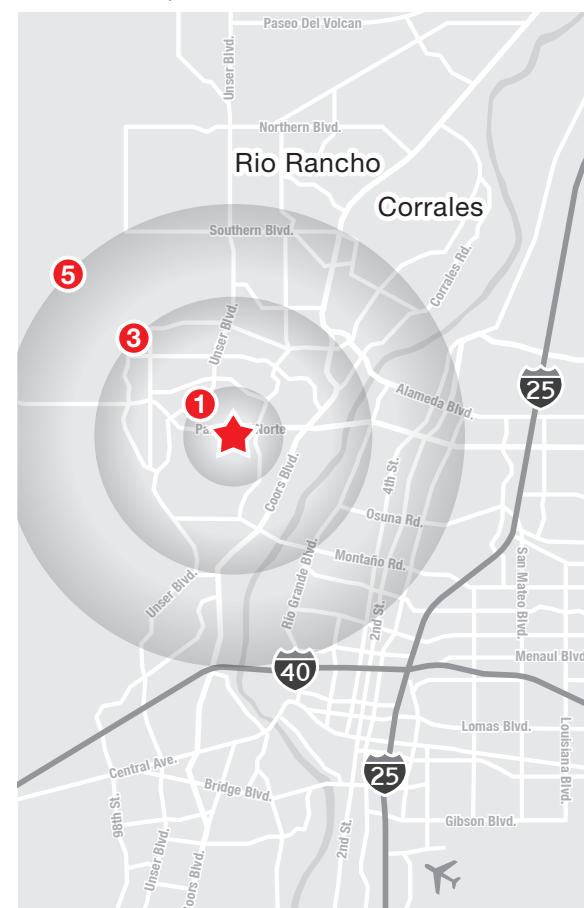 Paseo Del Volcan
Unser Blvd.
Northern Blvd.
Rio Rancho
Corrales
Southern Blvd.
Corrales Rd.
5
3
Unser Blvd.
25
1
Alameda Blvd.
Norte
Coors Blvd.
4th St.
Osuna Rd.
Montaño Rd.
San Mateo Blvd.
Unser Blvd.
Rio Grande Blvd.
2nd St.
Menaul Blvd
40
Lomas Blvd.
Louisiana Blvd.
Central Ave.
25
Bridge Blvd.
98th St.
Gibson Blvd.
2nd St.
Unser Blvd.
oors Blvd.